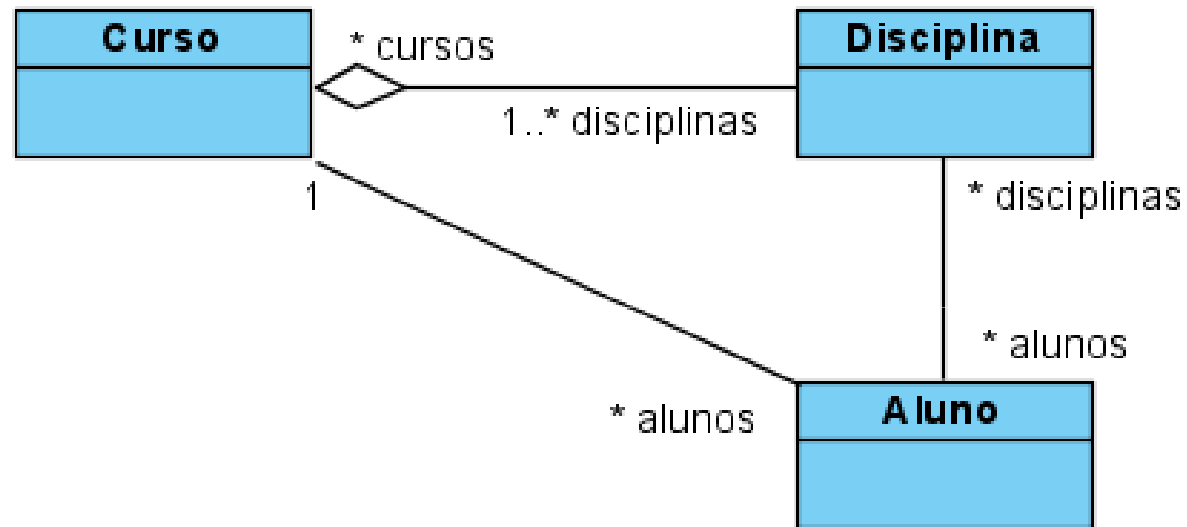 Curso
* cursos
Disciplina
1..* disciplinas
1
* disciplinas
* alunos
* alunos
Aluno